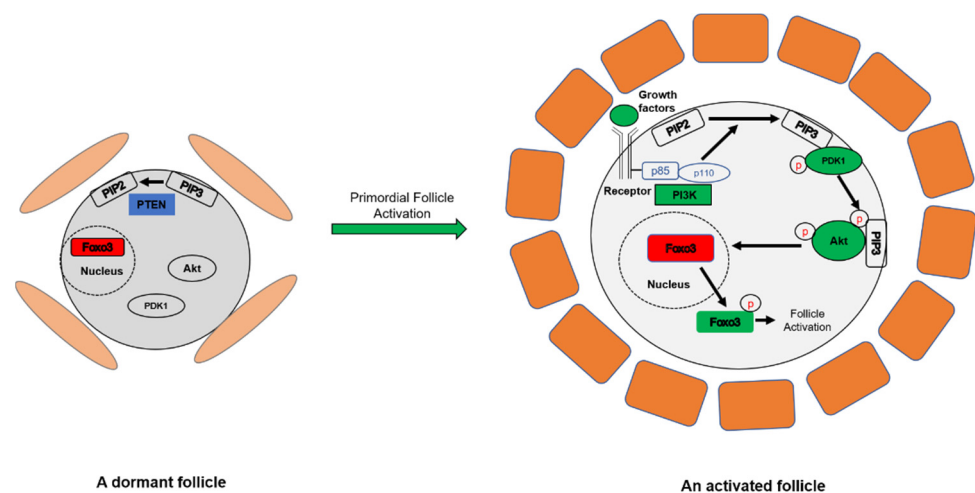 PIP2
PIP3
PTEN
Foxo3
Nucleus
Akt
PDK1
A dormant follicle
Primordial Follicle
Activation
Growth
factors
PIP2
PIP3
p85
p110
Receptor
PI3K
PDK1
p
p
p
Akt
PIP3
Foxo3
Nucleus
p
Foxo3
Follicle
Activation
An activated follicle